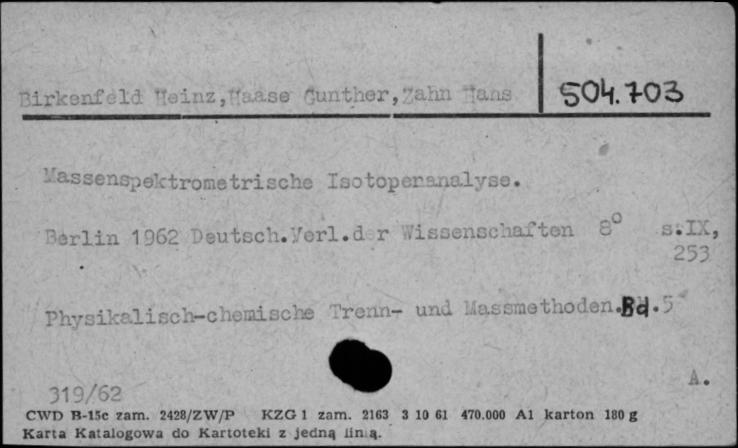 Birkenfeld Heinz,Haase Gunther,Zahn Hans 504.703
Massenspektrometrische Isotopenanalyse.
Berlin 1962 Deutsch.Verl.der Wissenschaften 8° s.IX,
253
Physikalisch-chemische Trenn- und Massmethoden.Bd.5
A.
319/62
CWD B-15c zam. 2428/ZW/P KZG 1 zam. 2163 3 10 61 470.000 A1 karton 180 g
Karta Katalogowa do Kartoteki z jedną linią.